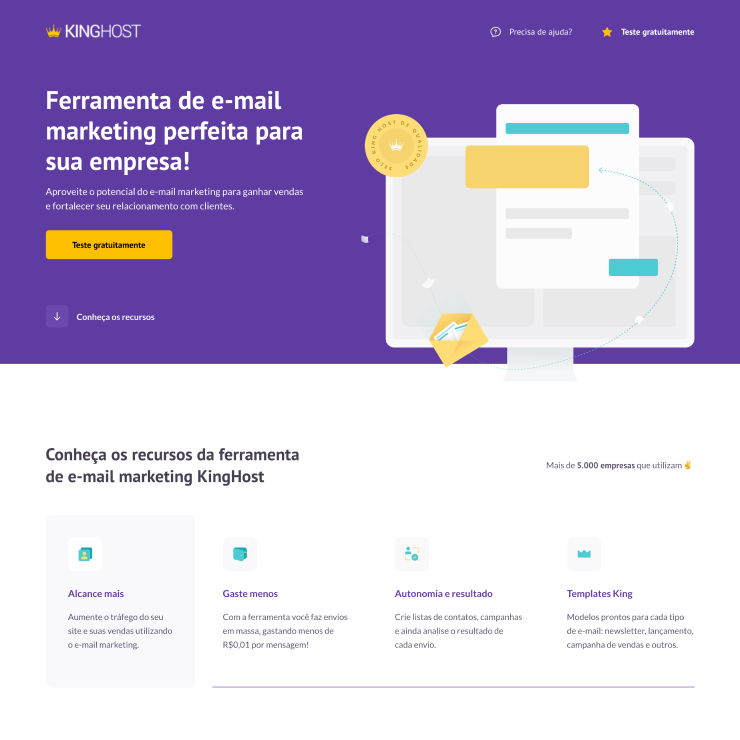 KINGHOST
Precisa de ajuda?
Teste gratuitamente
Ferramenta de e-mail
marketing perfeita para
sua empresa!
Aproveite o potencial do e-mail marketing para ganhar vendas
e fortalecer seu relacionamento com clientes.
Teste gratuitamente
Conheça os recursos
SELO KING HOST DE QUALIDADE
Conheça os recursos da ferramenta
de e-mail marketing KingHost
Mais de 5.000 empresas que utilizam ✌
Alcance mais
Aumente o tráfego do seu
site e suas vendas utilizando
o e-mail marketing.
Gaste menos
Com a ferramenta você faz envios
em massa, gastando menos de
R$0,01 por mensagem!
Autonomia e resultado
Crie listas de contatos, campanhas
e ainda analise o resultado de
cada envio.
Templates King
Modelos prontos para cada tipo
de e-mail: newsletter, lançamento,
campanha de vendas e outros.